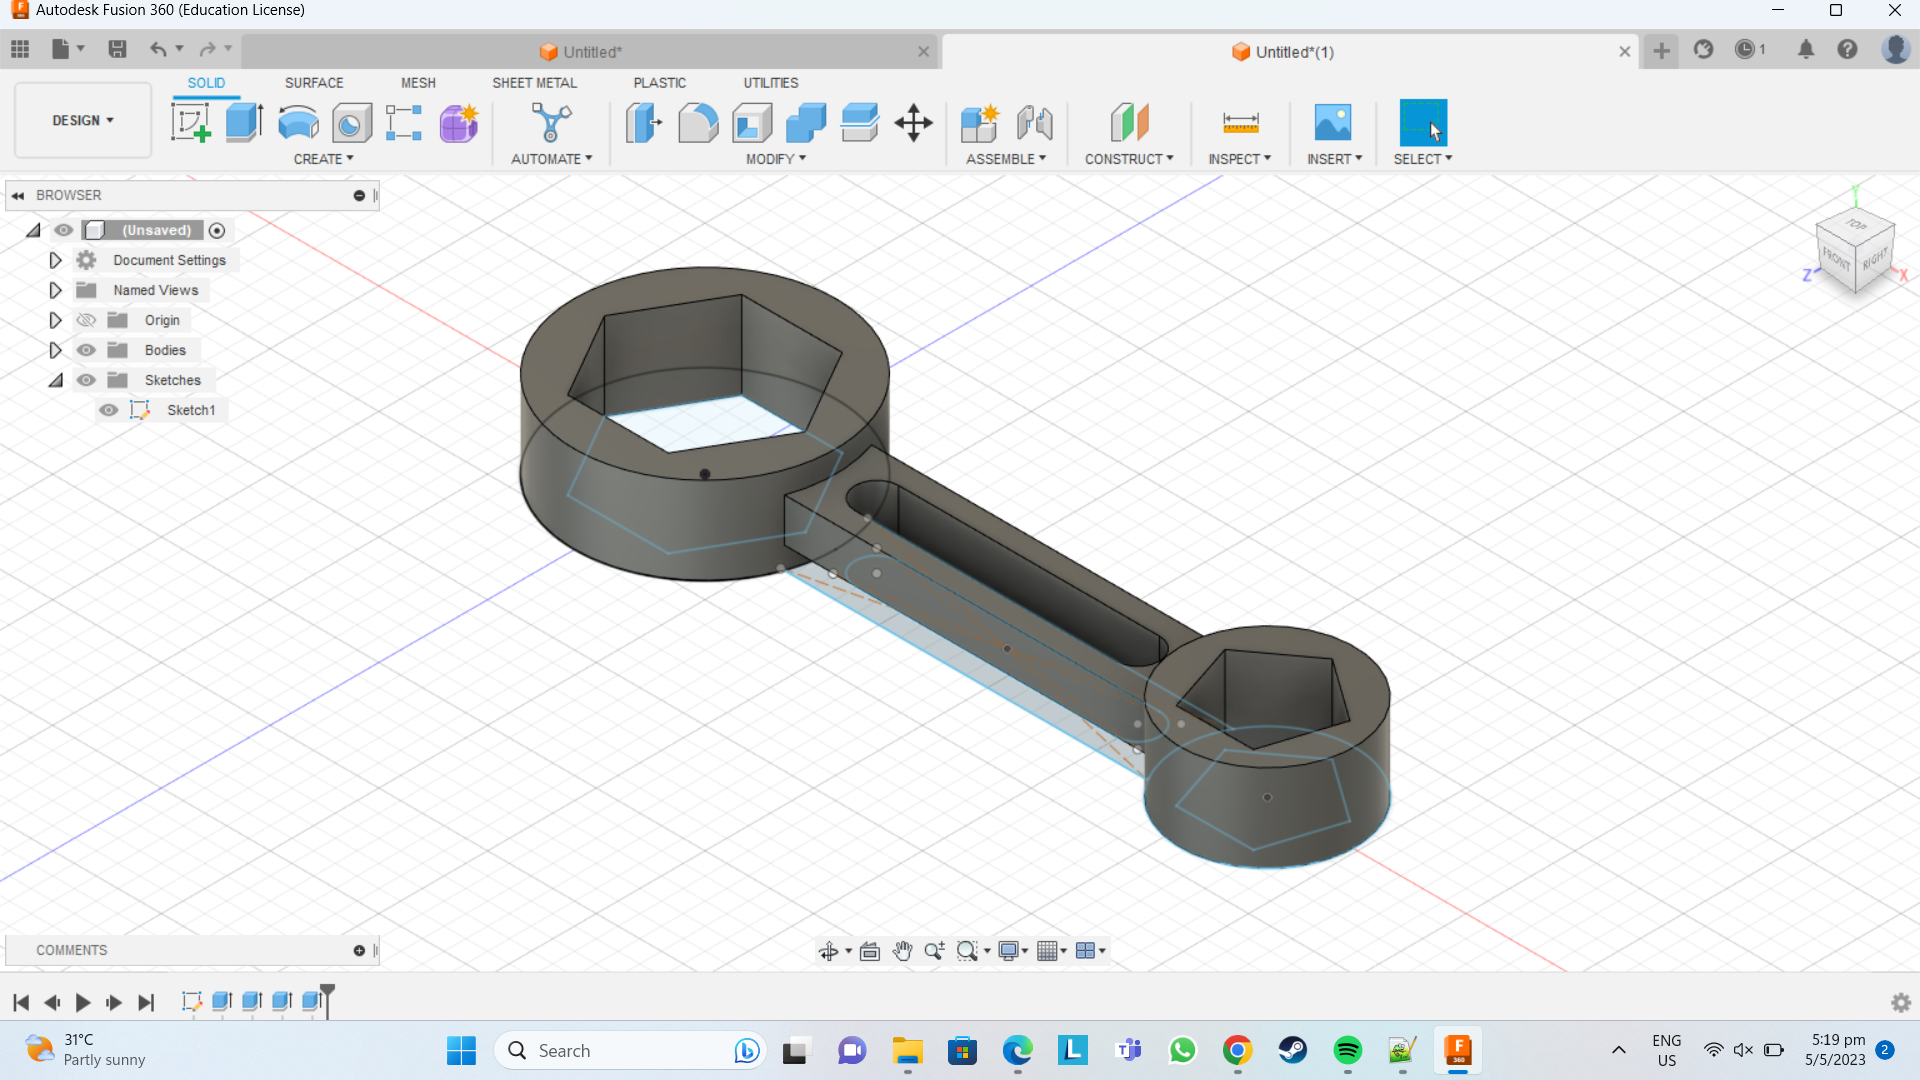 Autodesk Fusion 360 (Education License)
Untitled*
Untitled*(1)
1
DESIGN
SOLID
SURFACE
MESH
SHEET METAL
PLASTIC
UTILITIES
CREATE
AUTOMATE
MODIFY
ASSEMBLE
CONSTRUCT
INSPECT
INSERT
SELECT
BROWSER
(Unsaved)
Document Settings
Named Views
Origin
Bodies
Sketches
Sketch1
Y
TOP
FRONT
RIGHT
Z
X
COMMENTS
31°C
Partly sunny
Search
ENG
US
5:19 pm
5/5/2023
2